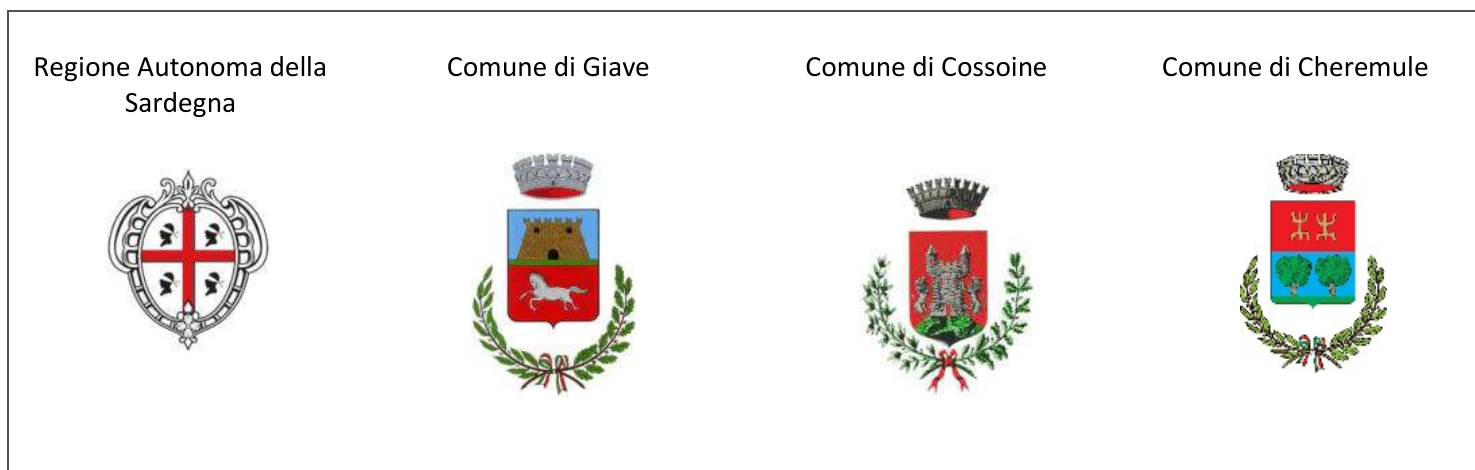 Regione Autonoma della
Sardegna
Comune di Giave
Comune di Cossoine
Comune di Cheremule